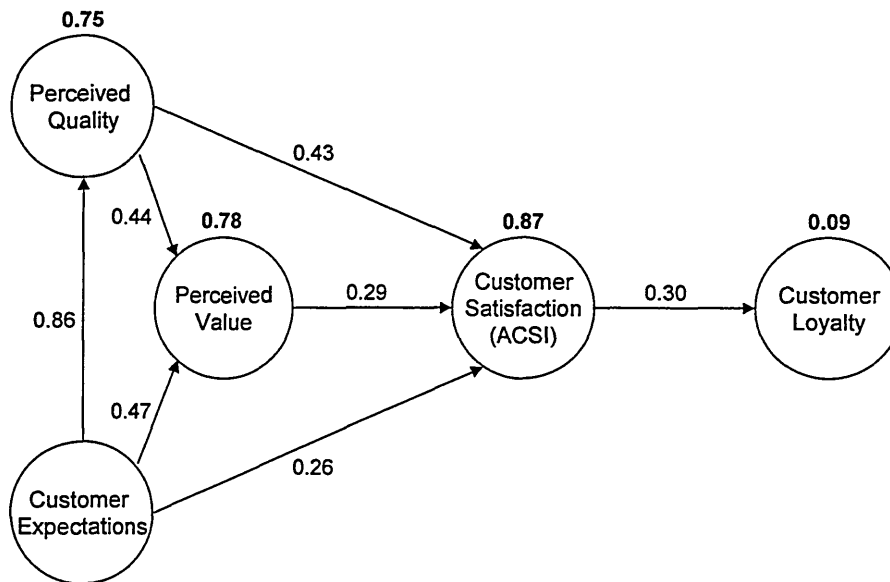 0.75
Perceived
Quality
0.43
0.44
0.78
0.87
0.09
Perceived
Value
0.29
Customer
Satisfaction
(ACSI)
0.30
Customer
Loyalty
0.86
0.47
0.26
Customer
Expectations